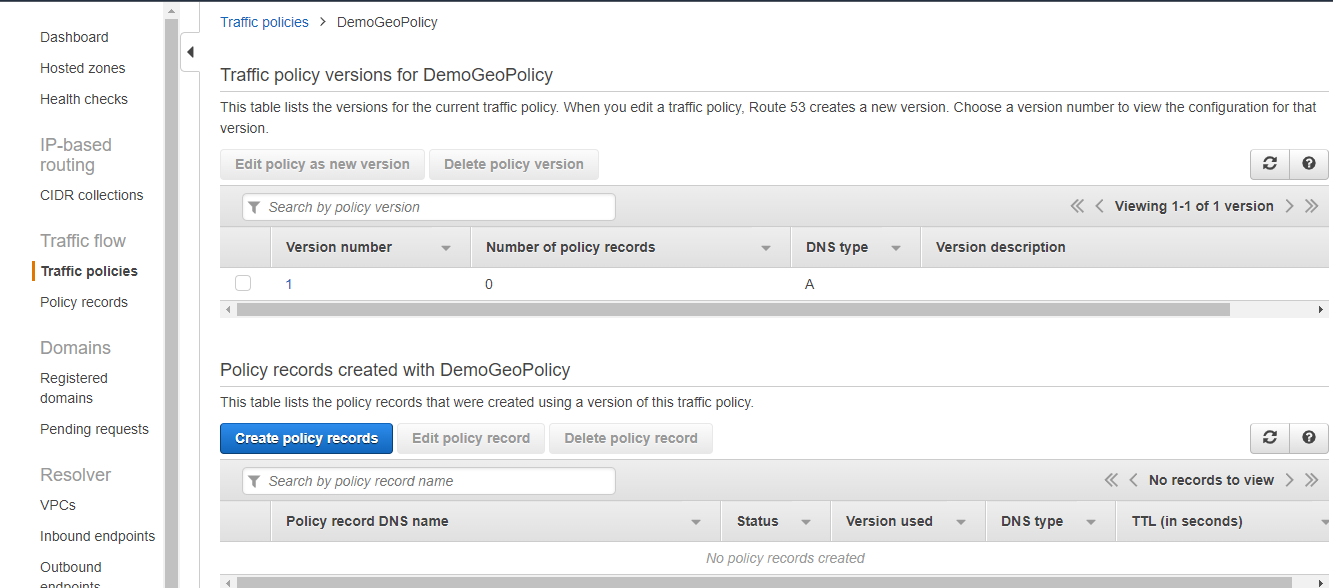 Dashboard
Hosted zones
Health checks
IP-based
routing
CIDR collections
Traffic flow
Traffic policies
Policy records
Domains
Registered
domains
Pending requests
Resolver
VPCs
Inbound endpoints
Outbound
endpoints
Traffic policies > DemoGeoPolicy
Traffic policy versions for DemoGeoPolicy
This table lists the versions for the current traffic policy. When you edit a traffic policy, Route 53 creates a new version. Choose a version number to view the configuration for that
version.
Edit policy as new version Delete policy version
Search by policy version Viewing 1-1 of 1 version
Version number Number of policy records DNS type Version description
1 0 A
Policy records created with DemoGeoPolicy
This table lists the policy records that were created using a version of this traffic policy.
Create policy records Edit policy record Delete policy record
Search by policy record name No records to view
Policy record DNS name Status Version used DNS type TTL (in seconds)
No policy records created